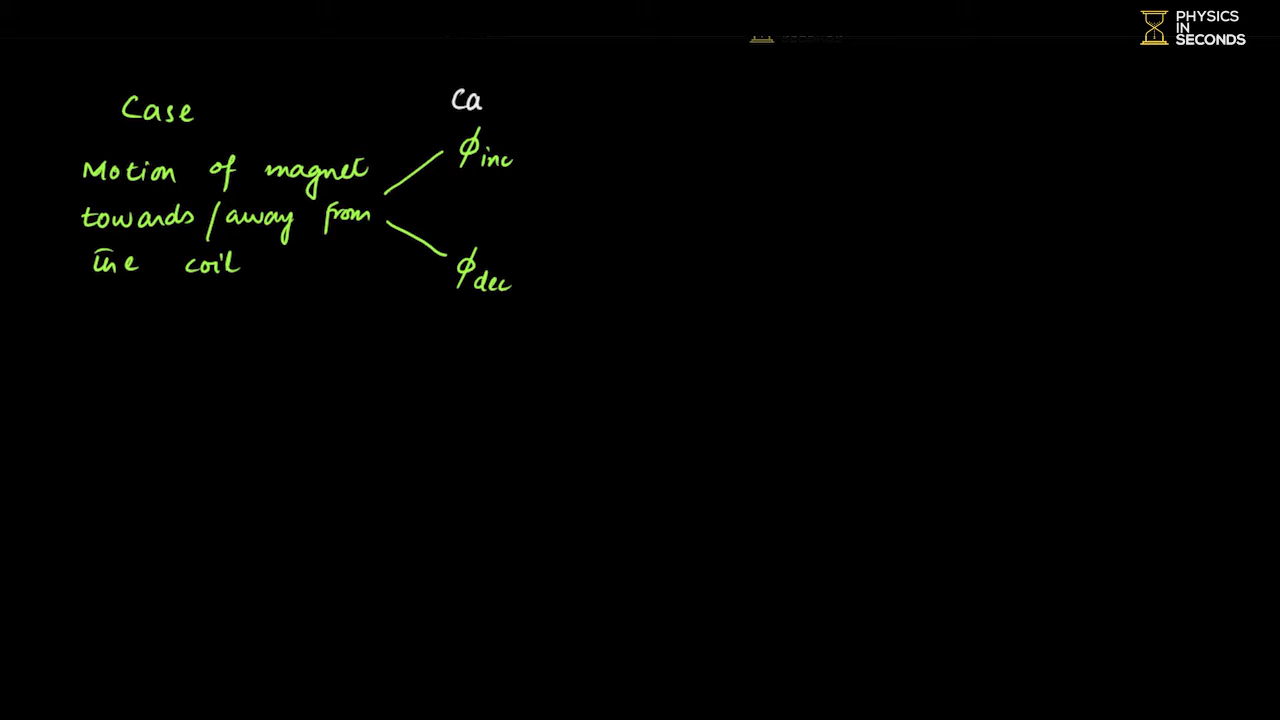 PHYSICS
IN
SECONDS
Case
Ca
Motion of magnet
towards/away from
the coil
ϕinc
ϕdec